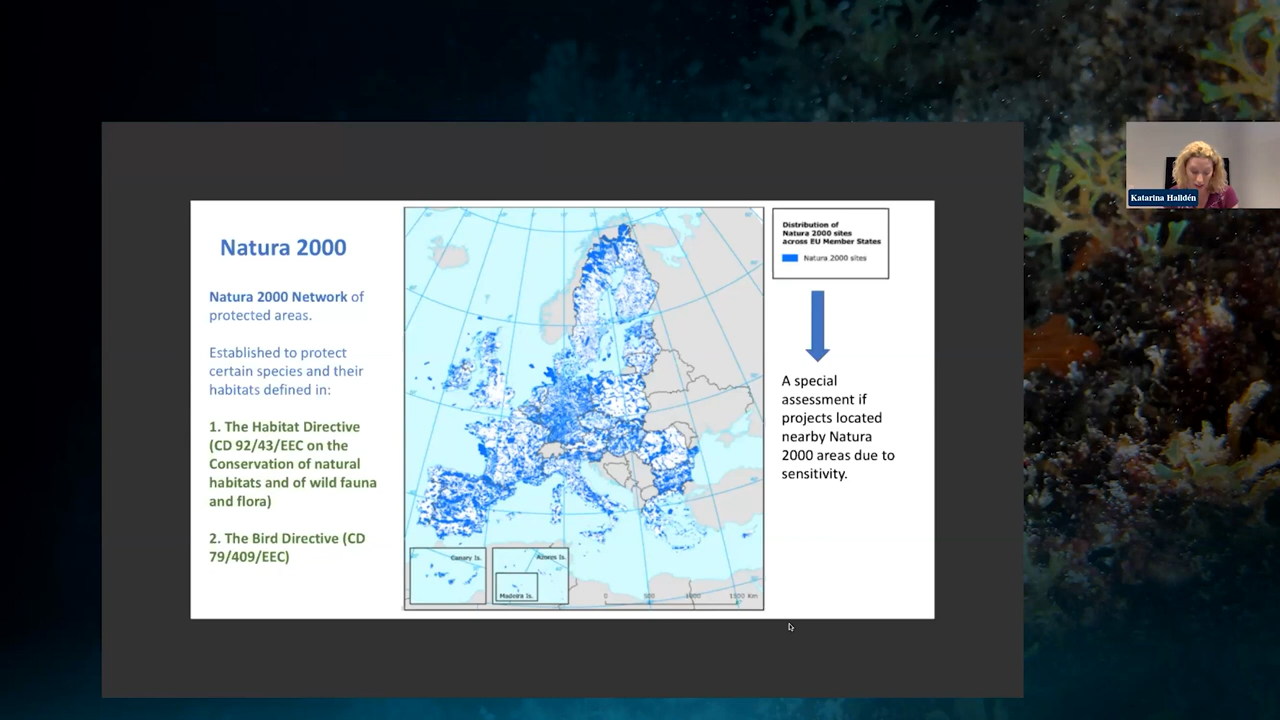 Natura 2000
Natura 2000 Network of
protected areas.
Established to protect
certain species and their
habitats defined in:
1. The Habitat Directive
(CD 92/43/EEC on the
Conservation of natural
habitats and of wild fauna
and flora)
2. The Bird Directive (CD
79/409/EEC)
Canary Is.
Azores Is.
Madeira Is.
0 500 1000 1500 Km
Distribution of
Natura 2000 sites
across EU Member States
Natura 2000 sites
A special
assessment if
projects located
nearby Natura
2000 areas due to
sensitivity.
Katarina Halldén